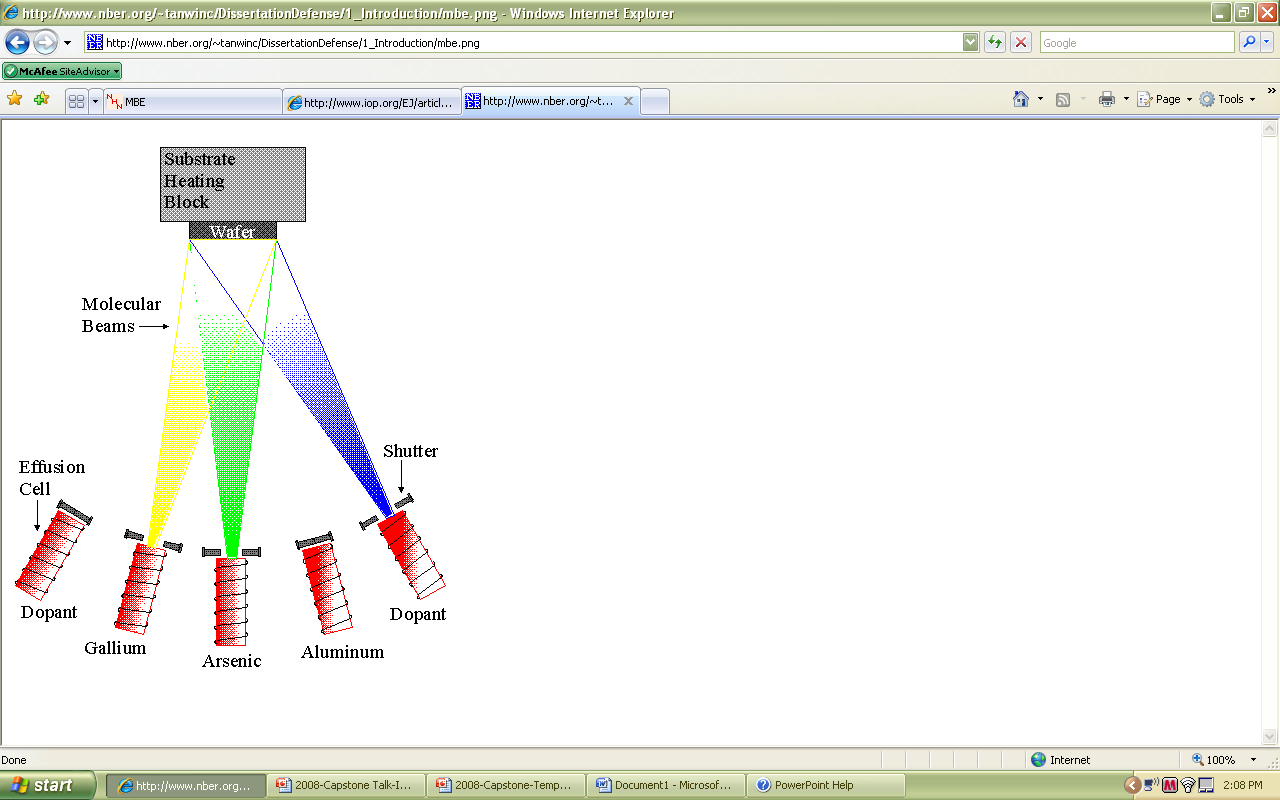 http://www.nber.org/~tanwinc/DissertationDefense/1_Introduction/mbe.png - Windows Internet Explorer
http://www.nber.org/~tanwinc/DissertationDefense/1_Introduction/mbe.png
Google
McAfee SiteAdvisor
MBE
http://www.iop.org/EJ/articl...
http://www.nber.org/~t...
Page
Tools
Substrate
Heating
Block
Wafer
Molecular
Beams
Shutter
Effusion
Cell
Dopant
Gallium
Arsenic
Aluminum
Dopant
Done
Internet
100%
start
http://www.nber.org...
2008-Capstone Talk-I...
2008-Capstone-Temp...
Document1 - Microsof...
PowerPoint Help
2:08 PM